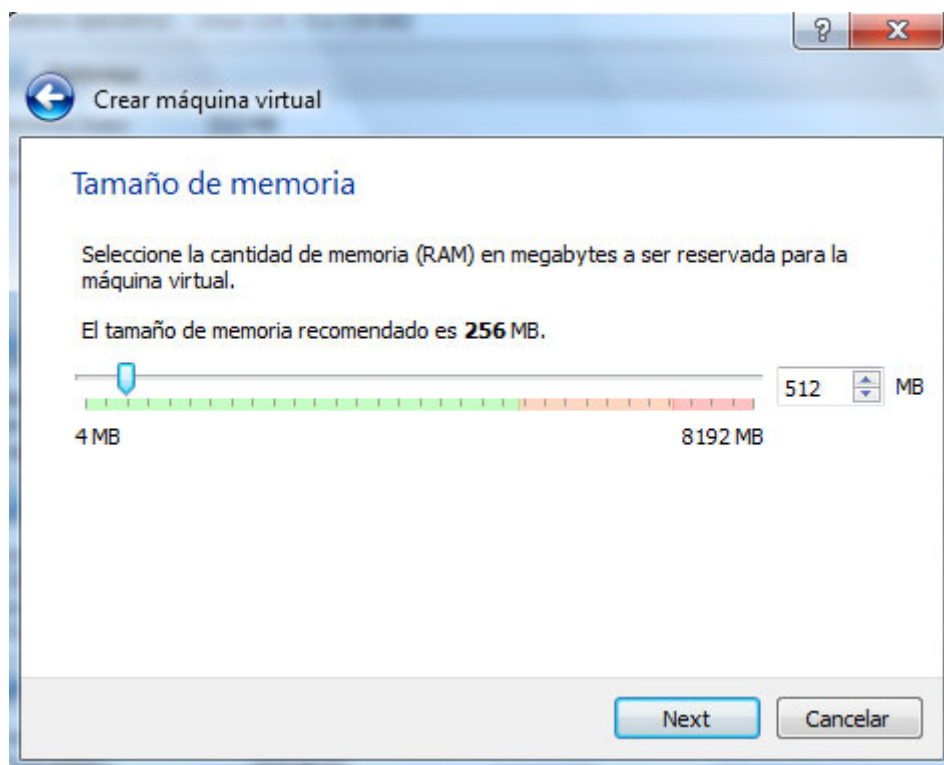 Crear máquina virtual
Tamaño de memoria
Seleccione la cantidad de memoria (RAM) en megabytes a ser reservada para la
máquina virtual.
El tamaño de memoria recomendado es 256 MB.
512 MB
4 MB 8192 MB
Next Cancelar